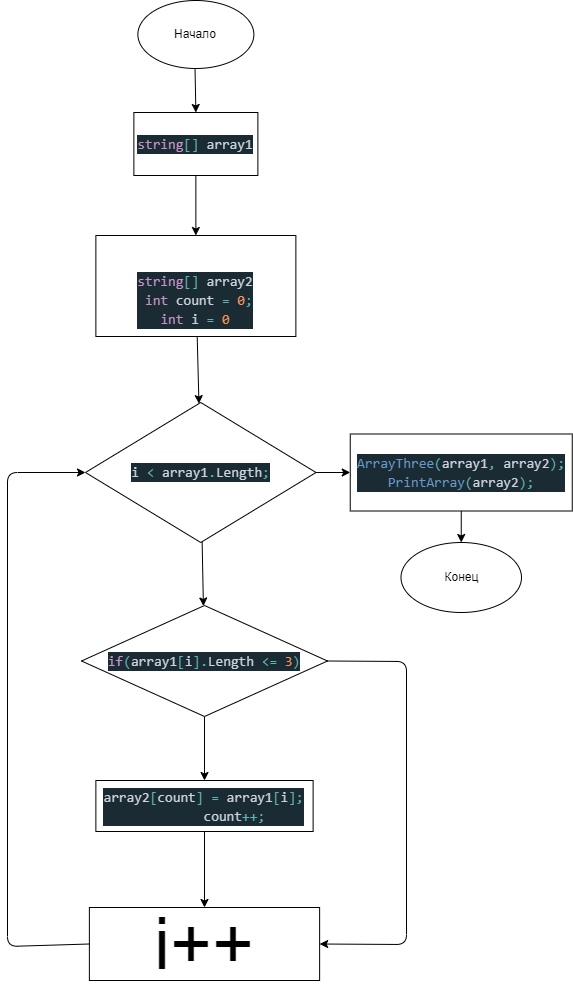 Начало
string[] array1
string[] array2
int count = 0;
int i = 0
i < array1.Length;
ArrayThree(array1, array2);
PrintArray(array2);
Конец
if(array1[i].Length <= 3)
array2[count] = array1[i];
count++;
i++